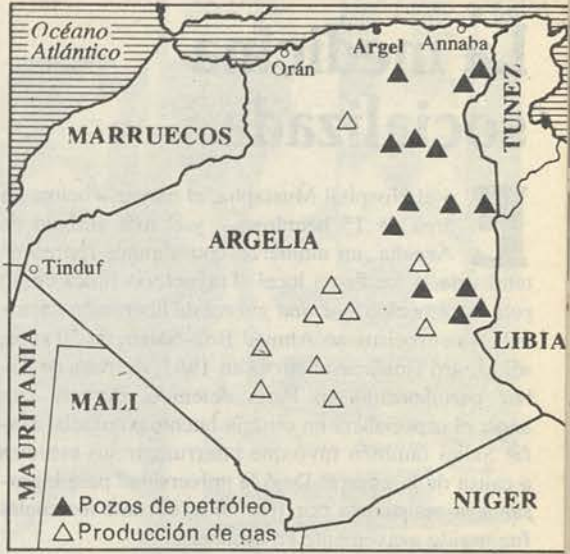 Océano
Atlántico
Orán
Argel
Annaba
TUNEZ
MARRUECOS
ARGELIA
Tinduf
LIBIA
MAURITANIA
MALI
NIGER
Pozos de petróleo
Producción de gas